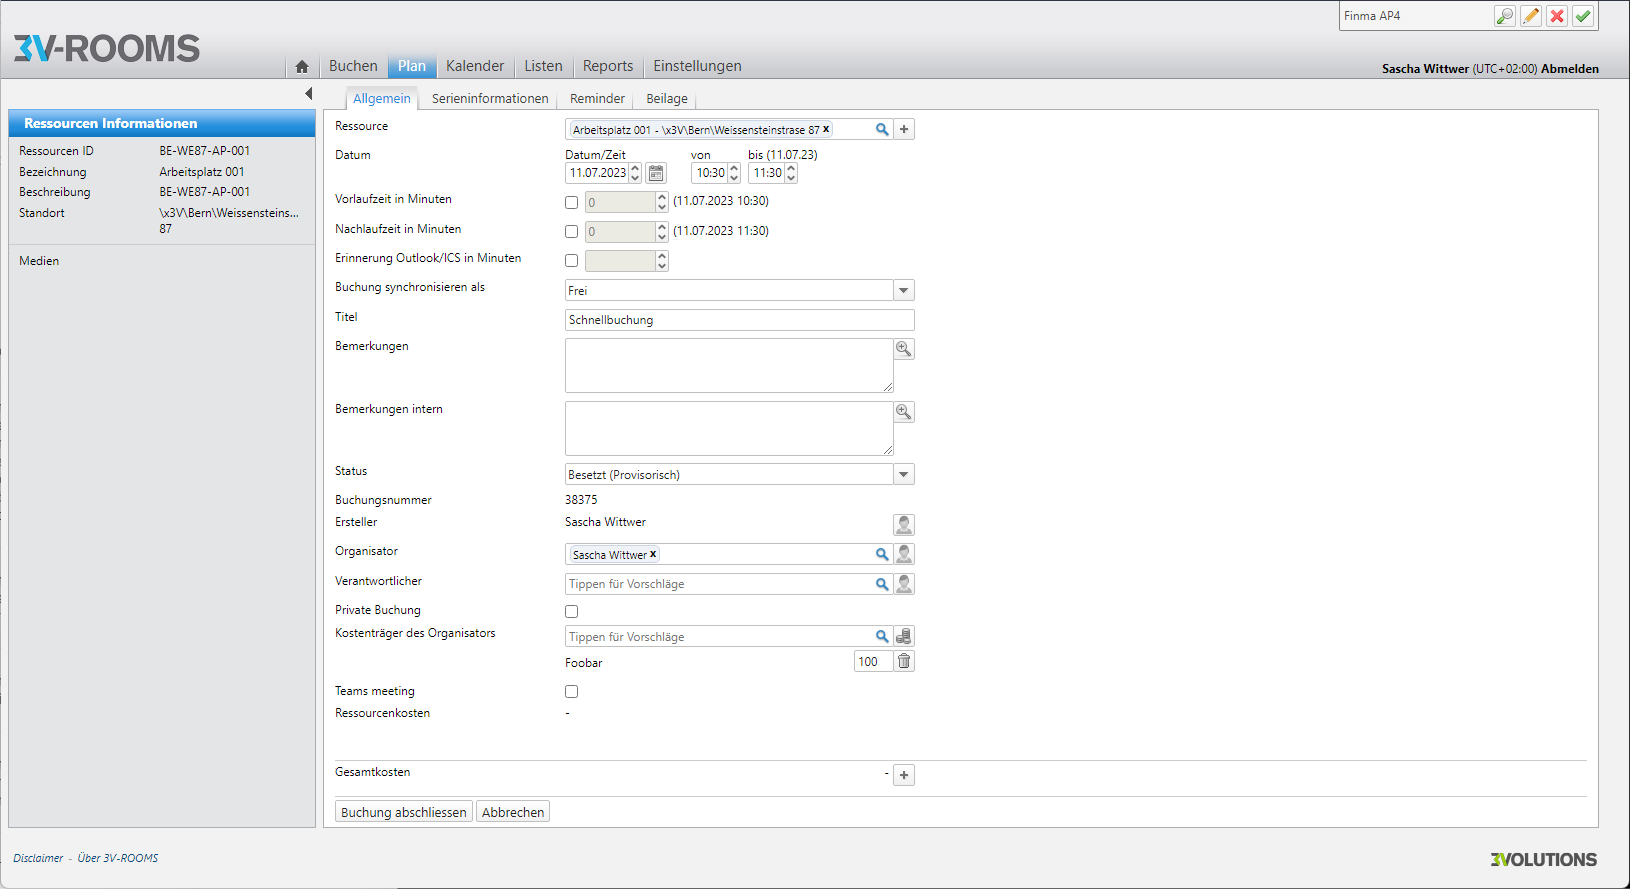 Finma AP4
3V-ROOMS
Buchen Plan Kalender Listen Reports Einstellungen
Sascha Wittwer (UTC+02:00) Abmelden
Allgemein Serieninformationen Reminder Beilage
Ressourcen Informationen
Ressourcen ID BE-WE87-AP-001
Bezeichnung Arbeitsplatz 001
Beschreibung BE-WE87-AP-001
Standort \x3V\Bern\Weissensteins...
87
Medien
Ressource Arbeitsplatz 001 - \x3V\Bern\Weissensteinstrase 87 x
Datum Datum/Zeit von bis (11.07.23)
11.07.2023 10:30 11:30
Vorlaufzeit in Minuten 0 (11.07.2023 10:30)
Nachlaufzeit in Minuten 0 (11.07.2023 11:30)
Erinnerung Outlook/ICS in Minuten
Buchung synchronisieren als Frei
Titel Schnellbuchung
Bemerkungen
Bemerkungen intern
Status Besetzt (Provisorisch)
Buchungsnummer 38375
Ersteller Sascha Wittwer
Organisator Sascha Wittwer x
Verantwortlicher Tippen für Vorschläge
Private Buchung
Kostenträger des Organisators Tippen für Vorschläge
Foobar 100
Teams meeting
Ressourcenkosten -
Gesamtkosten - +
Buchung abschliessen Abbrechen
Disclaimer - Über 3V-ROOMS
3VOLUTIONS